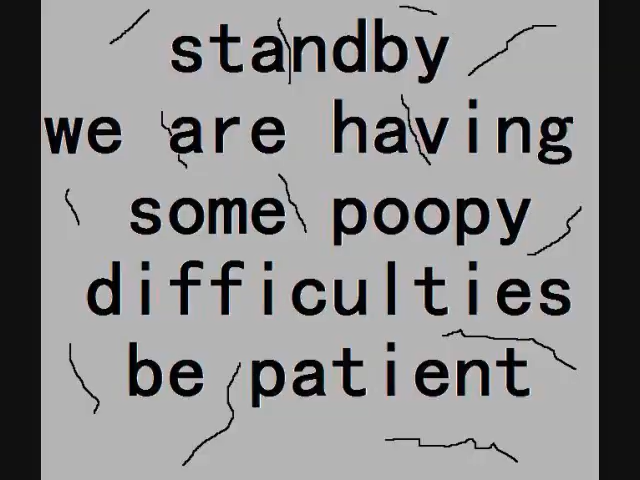 standby
we are having
some poopy
difficulties
be patient